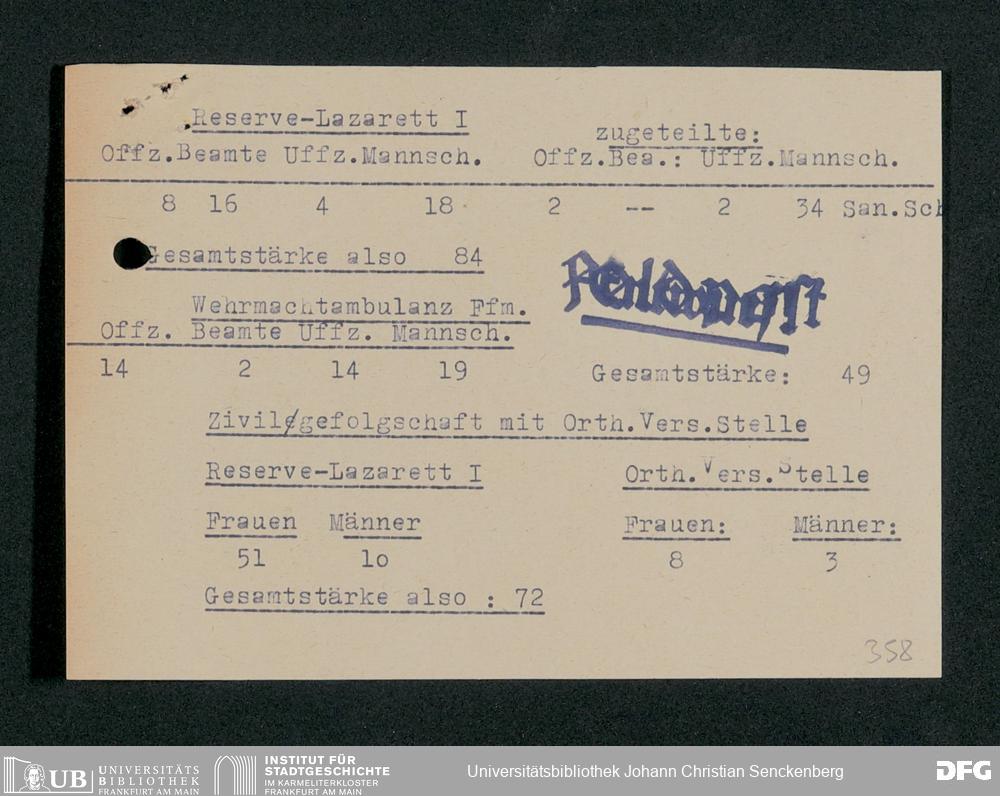 Reserve-Lazarett I zugeteilte:
Offz.Beamte Uffz.Mannsch. Offz.Bea.: Uffz.Mannsch.
8 16 4 18 2 -- 2 34 San.Sch
Gesamtstärke also 84
Wehrmachtambulanz Ffm.
Offz. Beamte Uffz. Mannsch.
14 2 14 19 Gesamtstärke: 49
Zivilgefolgschaft mit Orth.Vers.Stelle
Reserve-Lazarett I Orth.Vers.Stelle
Frauen Männer Frauen: Männer:
51 lo 8 3
Gesamtstärke also : 72
358
UB UNIVERSITÄTS
BIBLIOTHEK
FRANKFURT AM MAIN
INSTITUT FÜR
STADTGESCHICHTE
IM KARMELITERKLOSTER
FRANKFURT AM MAIN
Universitätsbibliothek Johann Christian Senckenberg
DFG